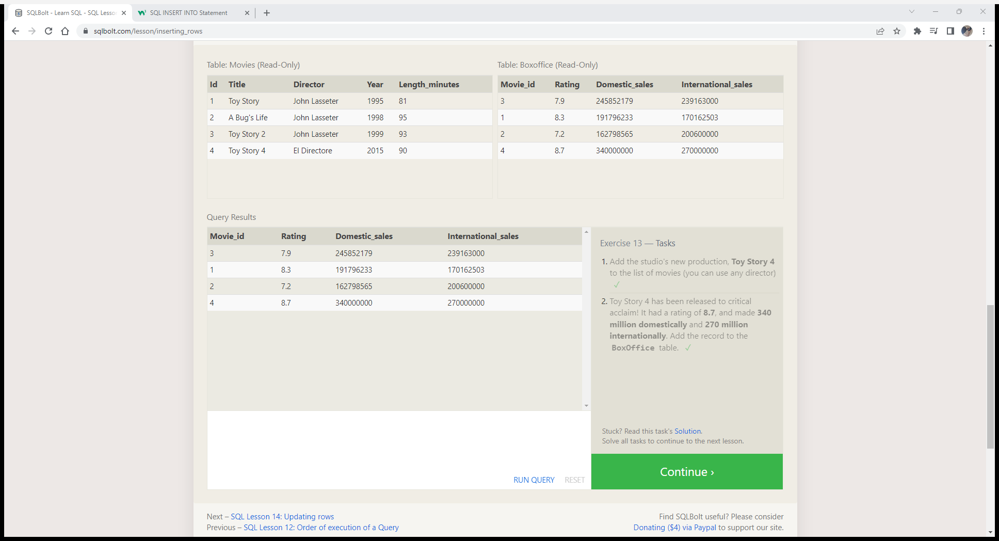 SQLBolt - Learn SQL - SQL Lesson
SQL INSERT INTO Statement
sqlbolt.com/lesson/inserting_rows
Table: Movies (Read-Only)
Id Title Director Year Length_minutes
1 Toy Story John Lasseter 1995 81
2 A Bug's Life John Lasseter 1998 95
3 Toy Story 2 John Lasseter 1999 93
4 Toy Story 4 El Directore 2015 90
Table: Boxoffice (Read-Only)
Movie_id Rating Domestic_sales International_sales
3 7.9 245852179 239163000
1 8.3 191796233 170162503
2 7.2 162798565 200600000
4 8.7 340000000 270000000
Query Results
Movie_id Rating Domestic_sales International_sales
3 7.9 245852179 239163000
1 8.3 191796233 170162503
2 7.2 162798565 200600000
4 8.7 340000000 270000000
RUN QUERY RESET
Exercise 13 — Tasks
1. Add the studio's new production, Toy Story 4
to the list of movies (you can use any director)
✓
2. Toy Story 4 has been released to critical
acclaim! It had a rating of 8.7, and made 340
million domestically and 270 million
internationally. Add the record to the
BoxOffice table. ✓
Stuck? Read this task's Solution.
Solve all tasks to continue to the next lesson.
Continue ›
Next – SQL Lesson 14: Updating rows
Previous – SQL Lesson 12: Order of execution of a Query
Find SQLBolt useful? Please consider
Donating ($4) via Paypal to support our site.